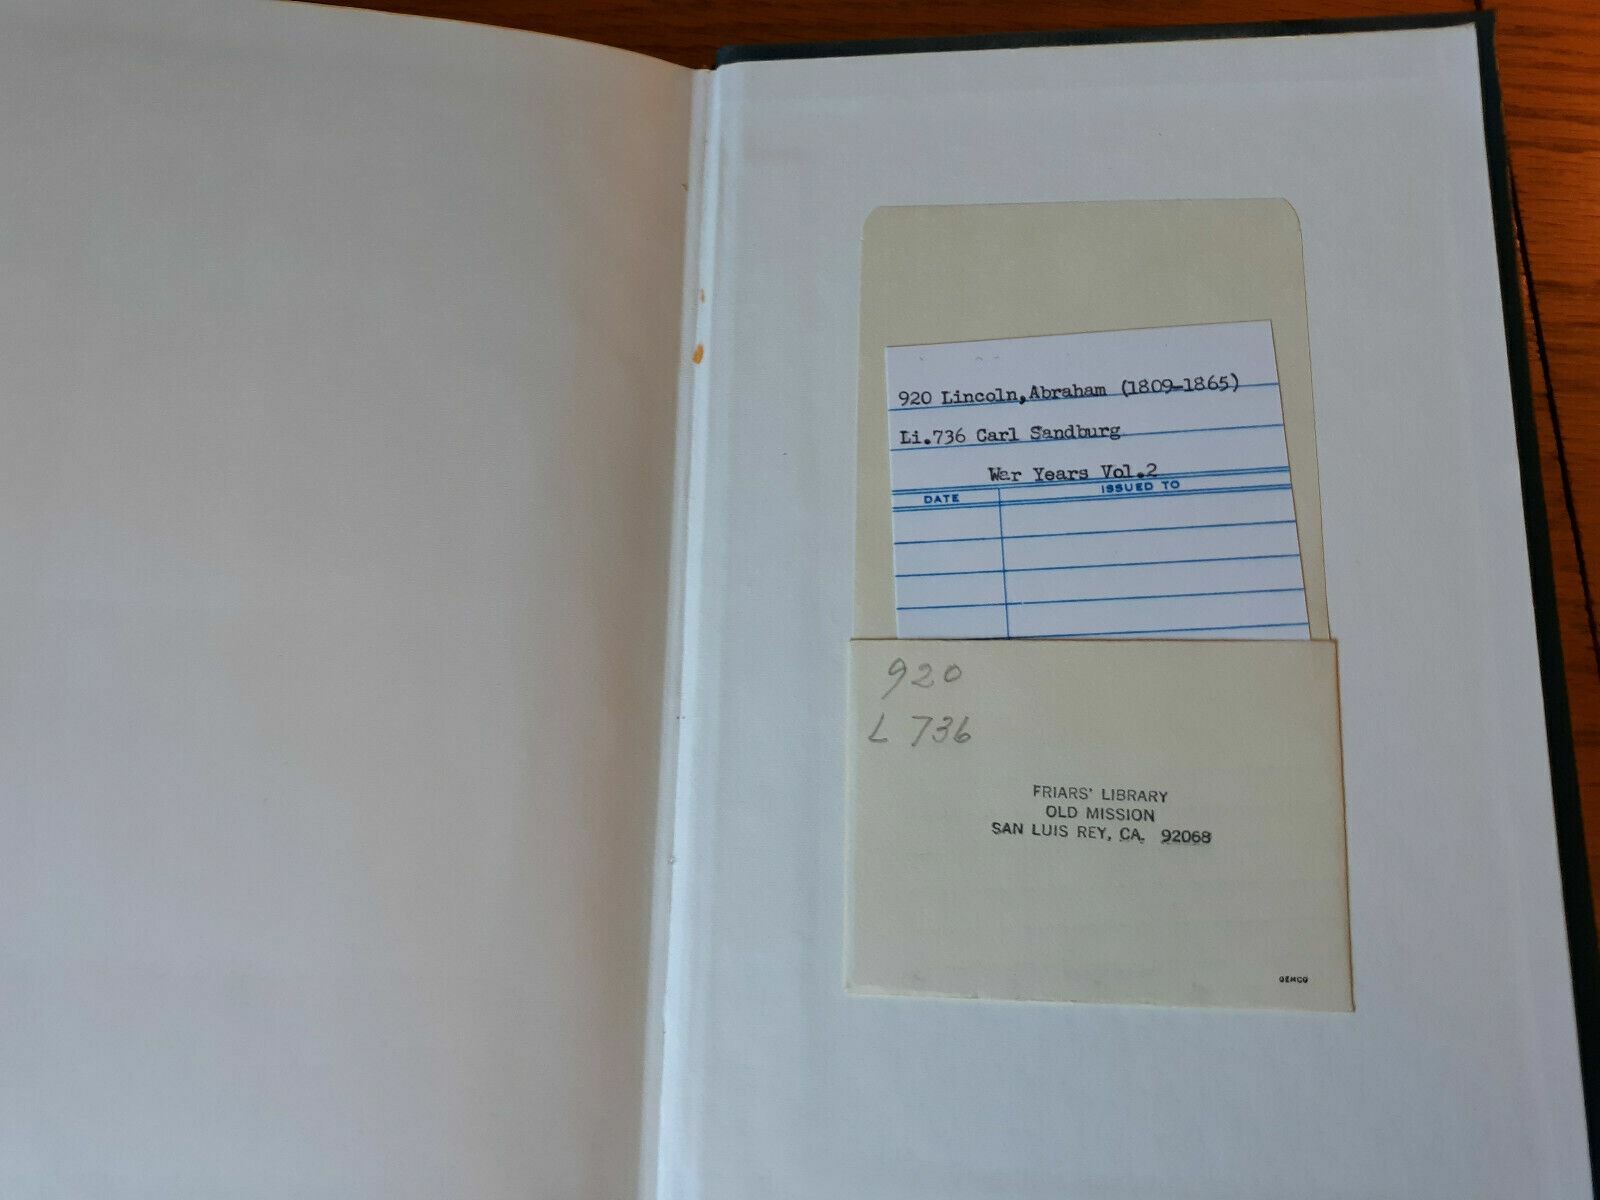 920 Lincoln,Abraham (1809-1865)
Li.736 Carl Sandburg
War Years Vol.2
DATE ISSUED TO
920
L 736
FRIARS' LIBRARY
OLD MISSION
SAN LUIS REY, CA. 92068